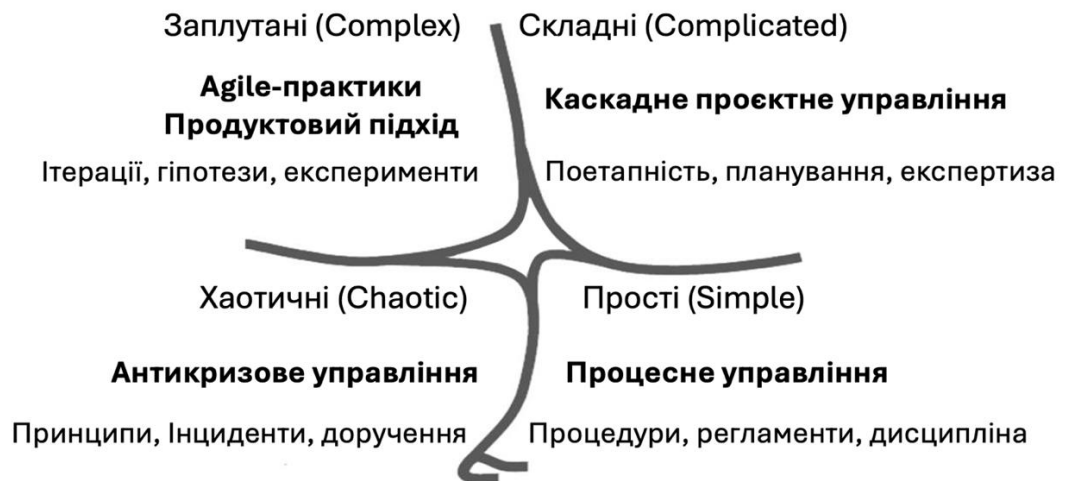 Заплутані (Complex)
Складні (Complicated)
Agile-практики
Продуктовий підхід
Каскадне проєктне управління
Ітерації, гіпотези, експерименти
Поетапність, планування, експертиза
Хаотичні (Chaotic)
Прості (Simple)
Антикризове управління
Процесне управління
Принципи, Інциденти, доручення
Процедури, регламенти, дисципліна